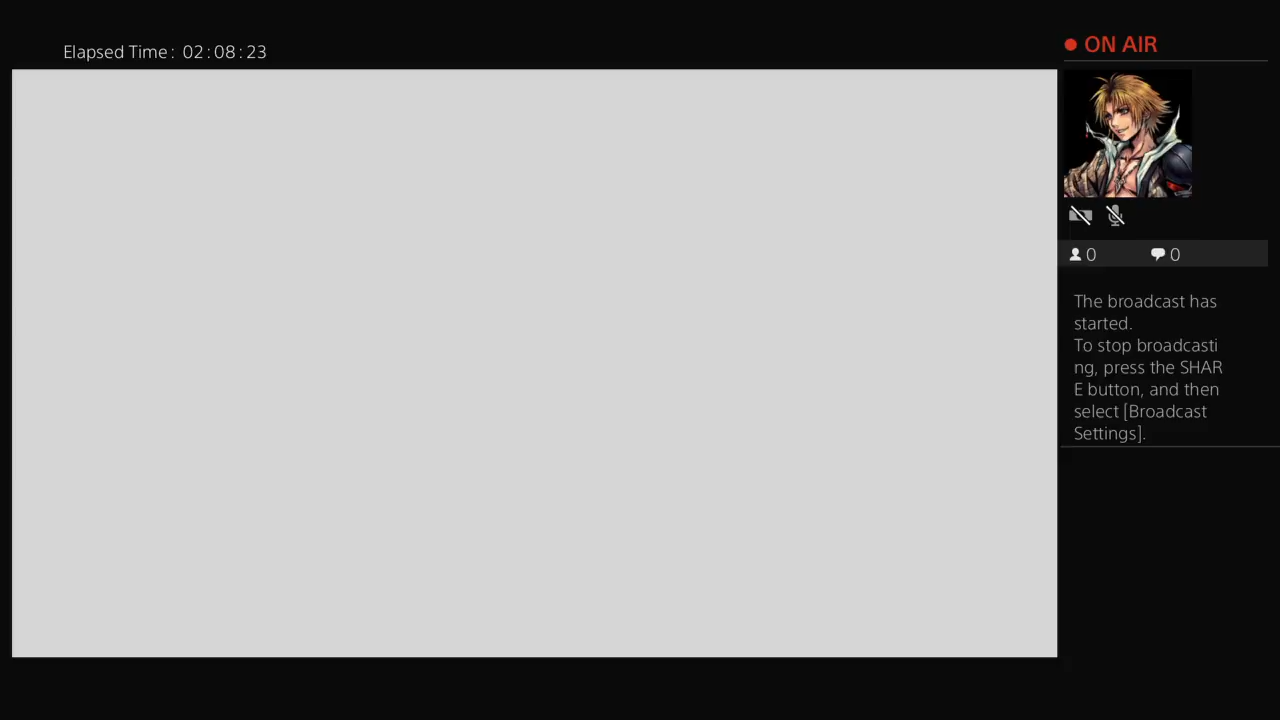 Elapsed Time: 02:08:23
ON AIR
0 0
The broadcast has
started.
To stop broadcasti
ng, press the SHAR
E button, and then
select [Broadcast
Settings].